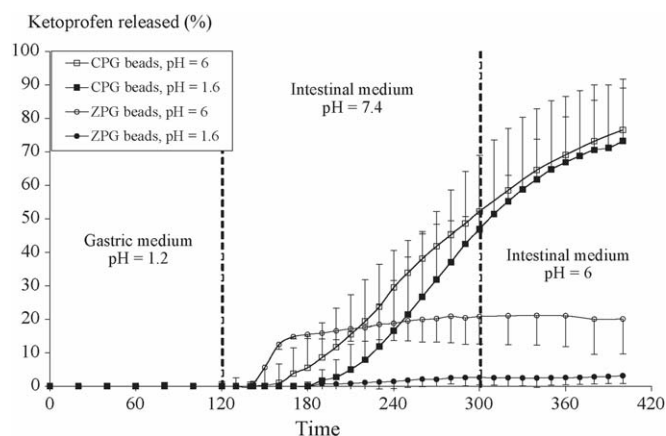 Ketoprofen released (%)
100
90
80
70
60
50
40
30
20
10
0
CPG beads, pH = 6
CPG beads, pH = 1.6
ZPG beads, pH = 6
ZPG beads, pH = 1.6
Intestinal medium
pH = 7.4
Gastric medium
pH = 1.2
Intestinal medium
pH = 6
0 60 120 180 240 300 360 420
Time